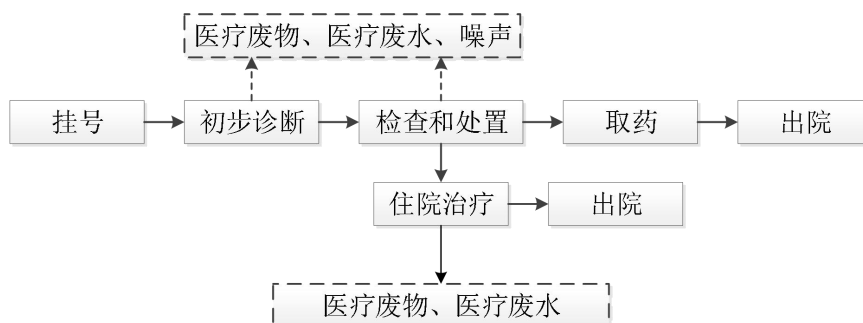 医疗废物、医疗废水、噪声
挂号
初步诊断
检查和处置
取药
出院
住院治疗
出院
医疗废物、医疗废水